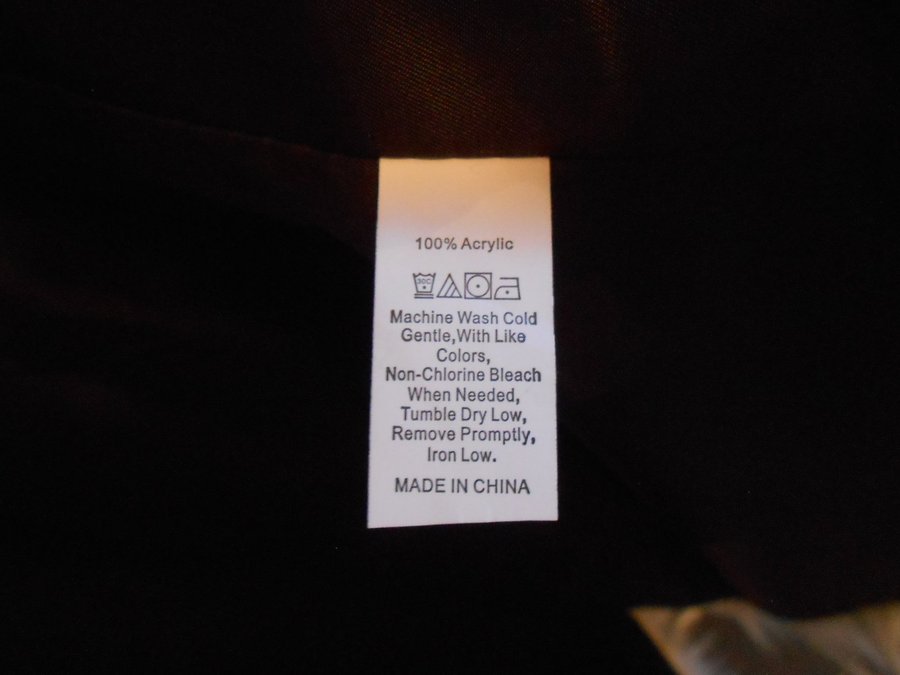 100% Acrylic
30C
Machine Wash Cold
Gentle,With Like
Colors,
Non-Chlorine Bleach
When Needed,
Tumble Dry Low,
Remove Promptly,
Iron Low.
MADE IN CHINA